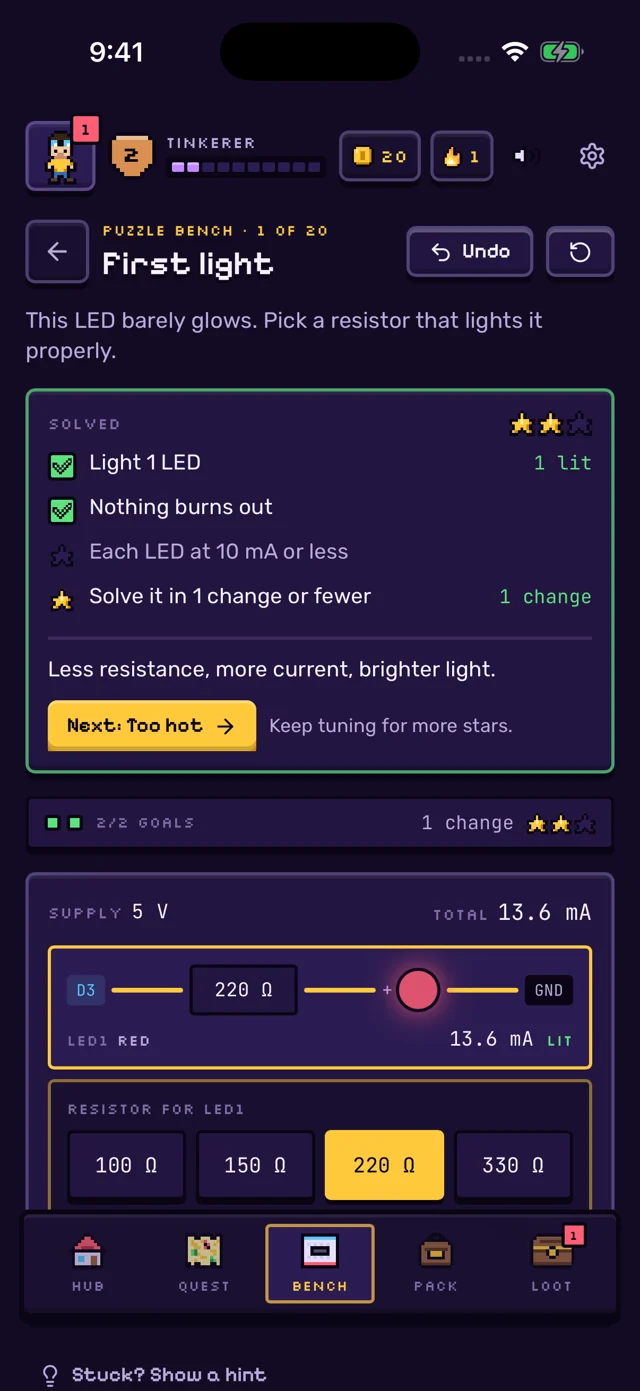 9:41
1
2
TINKERER
20
1
PUZZLE BENCH · 1 OF 20
First light
Undo
This LED barely glows. Pick a resistor that lights it
properly.
SOLVED
Light 1 LED
1 lit
Nothing burns out
Each LED at 10 mA or less
Solve it in 1 change or fewer
1 change
Less resistance, more current, brighter light.
Next: Too hot →
Keep tuning for more stars.
2/2 GOALS
1 change
SUPPLY 5 V
TOTAL 13.6 mA
D3
220 Ω
+
GND
LED1 RED
13.6 mA LIT
RESISTOR FOR LED1
100 Ω
150 Ω
220 Ω
330 Ω
1
HUB
QUEST
BENCH
PACK
LOOT
Stuck? Show a hint